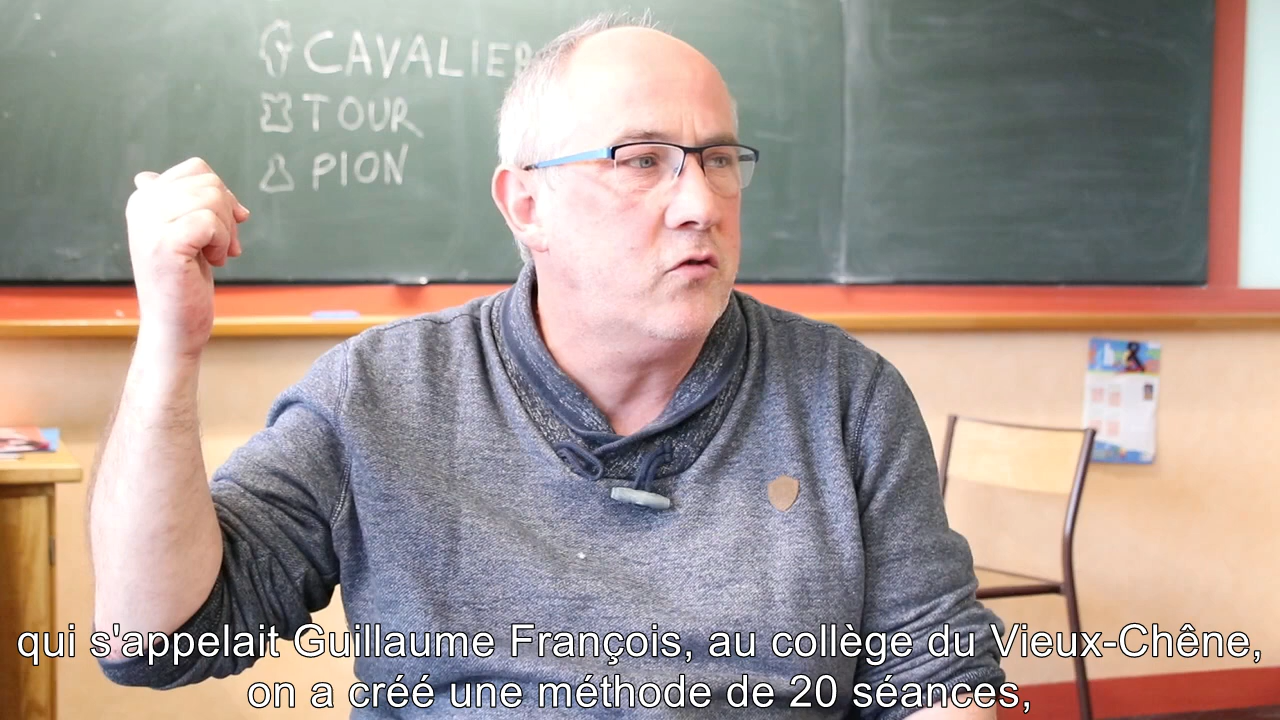 CAVALIER
TOUR
PION
qui s'appelait Guillaume François, au collège du Vieux-Chêne,
on a créé une méthode de 20 séances,